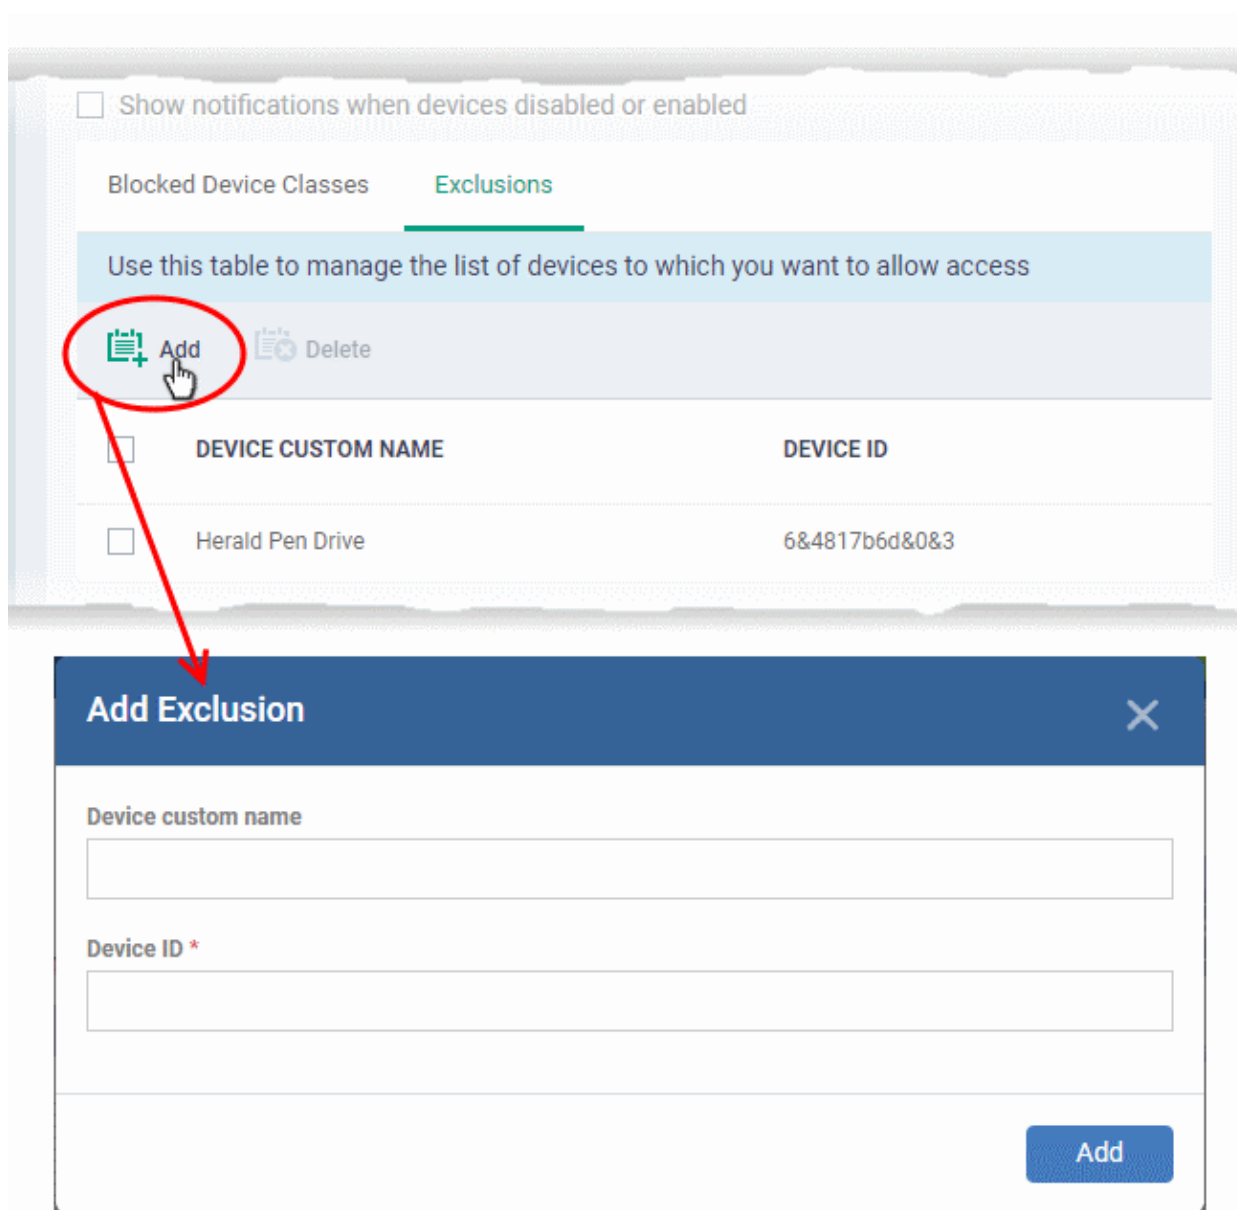 Show notifications when devices disabled or enabled
Blocked Device Classes Exclusions
Use this table to manage the list of devices to which you want to allow access
Add Delete
DEVICE CUSTOM NAME DEVICE ID
Herald Pen Drive 6&4817b6d&0&3
Add Exclusion
Device custom name
Device ID *
Add